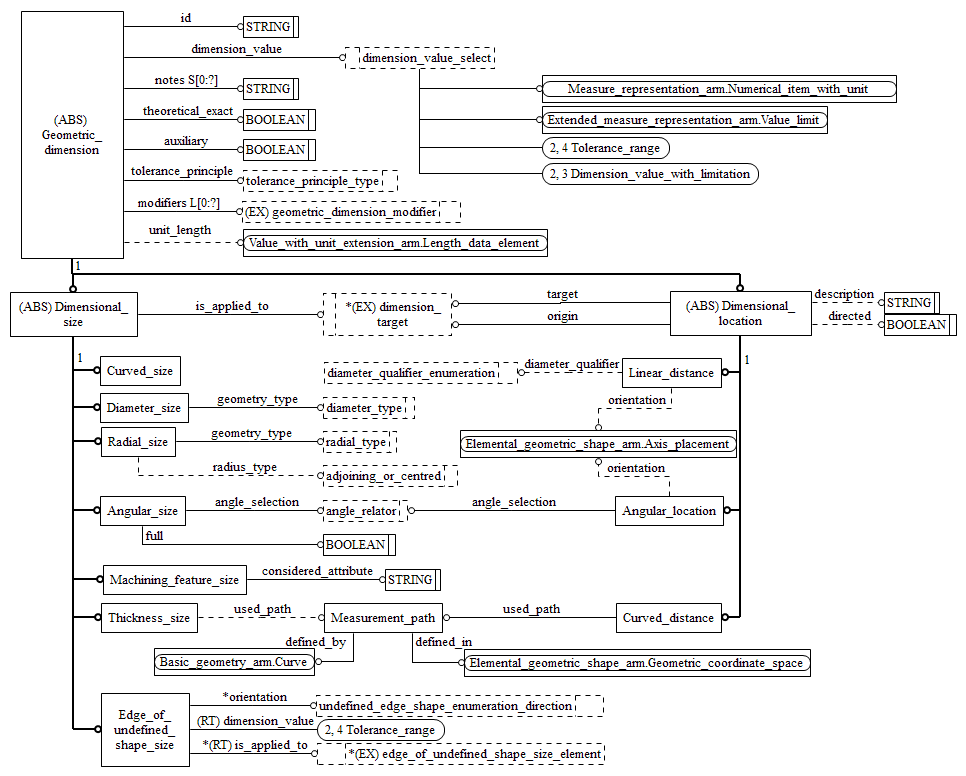 id
STRING
dimension_value
dimension_value_select
notes S[0:?]
STRING
Measure_representation_arm.Numerical_item_with_unit
theoretical_exact
BOOLEAN
Extended_measure_representation_arm.Value_limit
(ABS)
Geometric_
dimension
auxiliary
BOOLEAN
2, 4 Tolerance_range
tolerance_principle
tolerance_principle_type
2, 3 Dimension_value_with_limitation
modifiers L[0:?]
(EX) geometric_dimension_modifier
unit_length
Value_with_unit_extension_arm.Length_data_element
1
(ABS) Dimensional_
size
is_applied_to
*(EX) dimension_
target
target
origin
(ABS) Dimensional_
location
description
STRING
directed
BOOLEAN
1
1
Curved_size
diameter_qualifier_enumeration
diameter_qualifier
Linear_distance
Diameter_size
geometry_type
diameter_type
orientation
Radial_size
geometry_type
radial_type
Elemental_geometric_shape_arm.Axis_placement
radius_type
adjoining_or_centred
orientation
Angular_size
angle_selection
angle_relator
angle_selection
Angular_location
full
BOOLEAN
Machining_feature_size
considered_attribute
STRING
Thickness_size
used_path
Measurement_path
used_path
Curved_distance
defined_by
defined_in
Basic_geometry_arm.Curve
Elemental_geometric_shape_arm.Geometric_coordinate_space
Edge_of_
undefined_
shape_size
*orientation
undefined_edge_shape_enumeration_direction
(RT) dimension_value
2, 4 Tolerance_range
*(RT) is_applied_to
*(EX) edge_of_undefined_shape_size_element